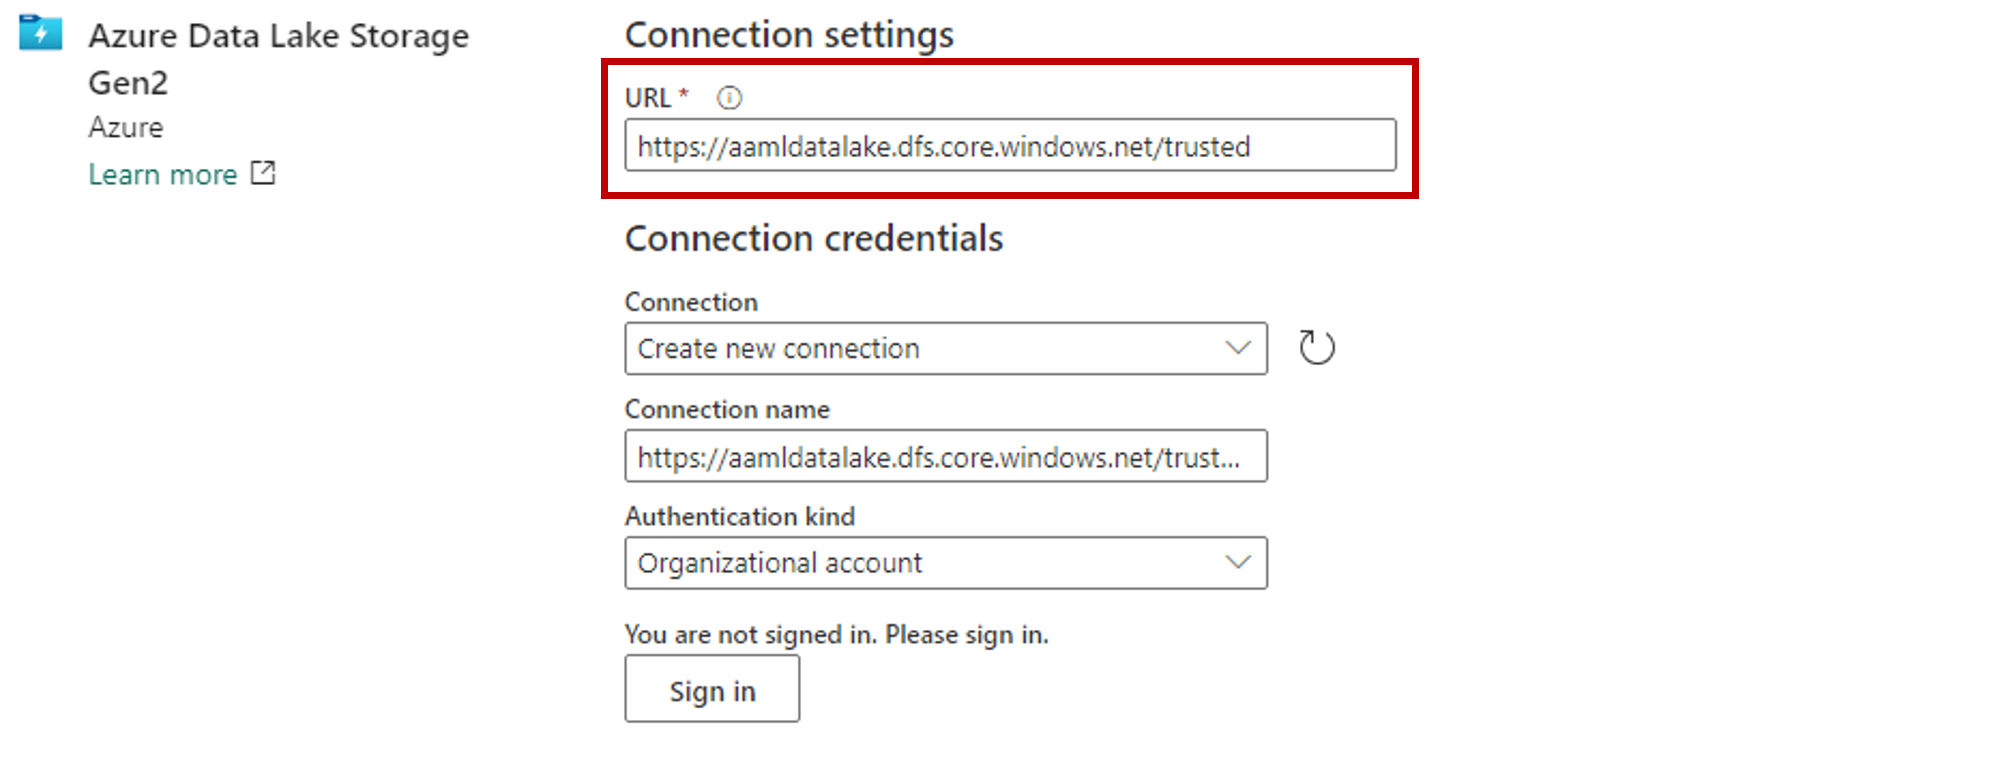 Azure Data Lake Storage
Gen2
Azure
Learn more
Connection settings
URL *
https://aamldatalake.dfs.core.windows.net/trusted
Connection credentials
Connection
Create new connection
Connection name
https://aamldatalake.dfs.core.windows.net/trust...
Authentication kind
Organizational account
You are not signed in. Please sign in.
Sign in